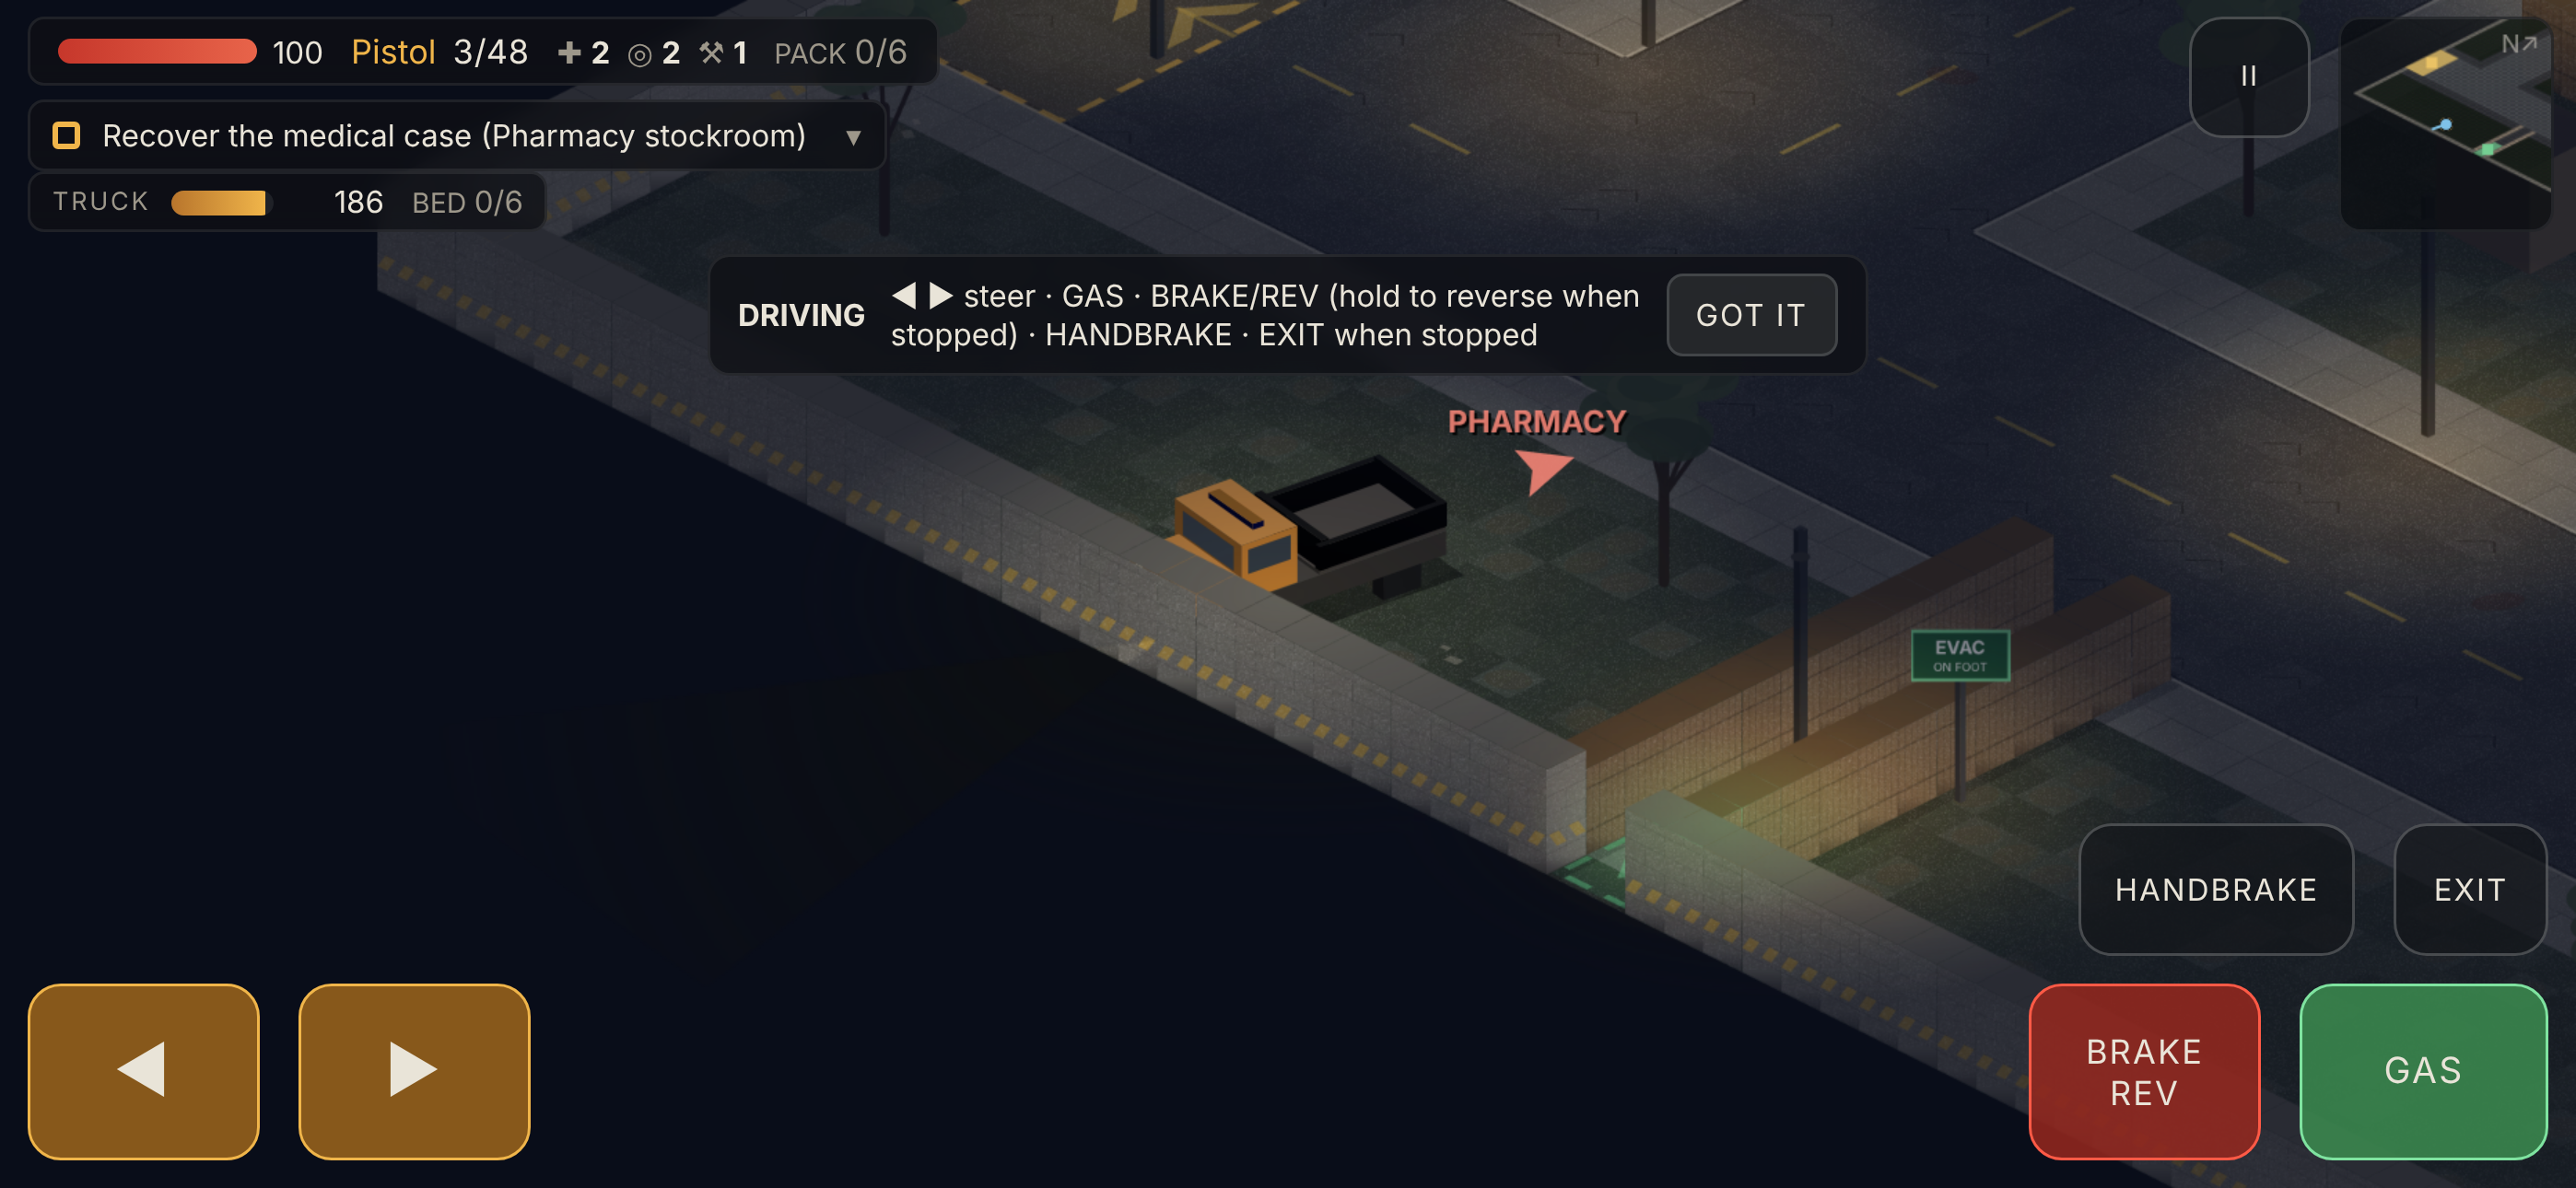 100 Pistol 3/48 ✚ 2 ◎ 2 ⚒ 1 PACK 0/6
N↗
II
Recover the medical case (Pharmacy stockroom) ▼
TRUCK 186 BED 0/6
DRIVING ◀ ▶ steer · GAS · BRAKE/REV (hold to reverse when
stopped) · HANDBRAKE · EXIT when stopped
GOT IT
PHARMACY
EVAC
ON FOOT
HANDBRAKE
EXIT
◀ ▶
BRAKE
REV
GAS